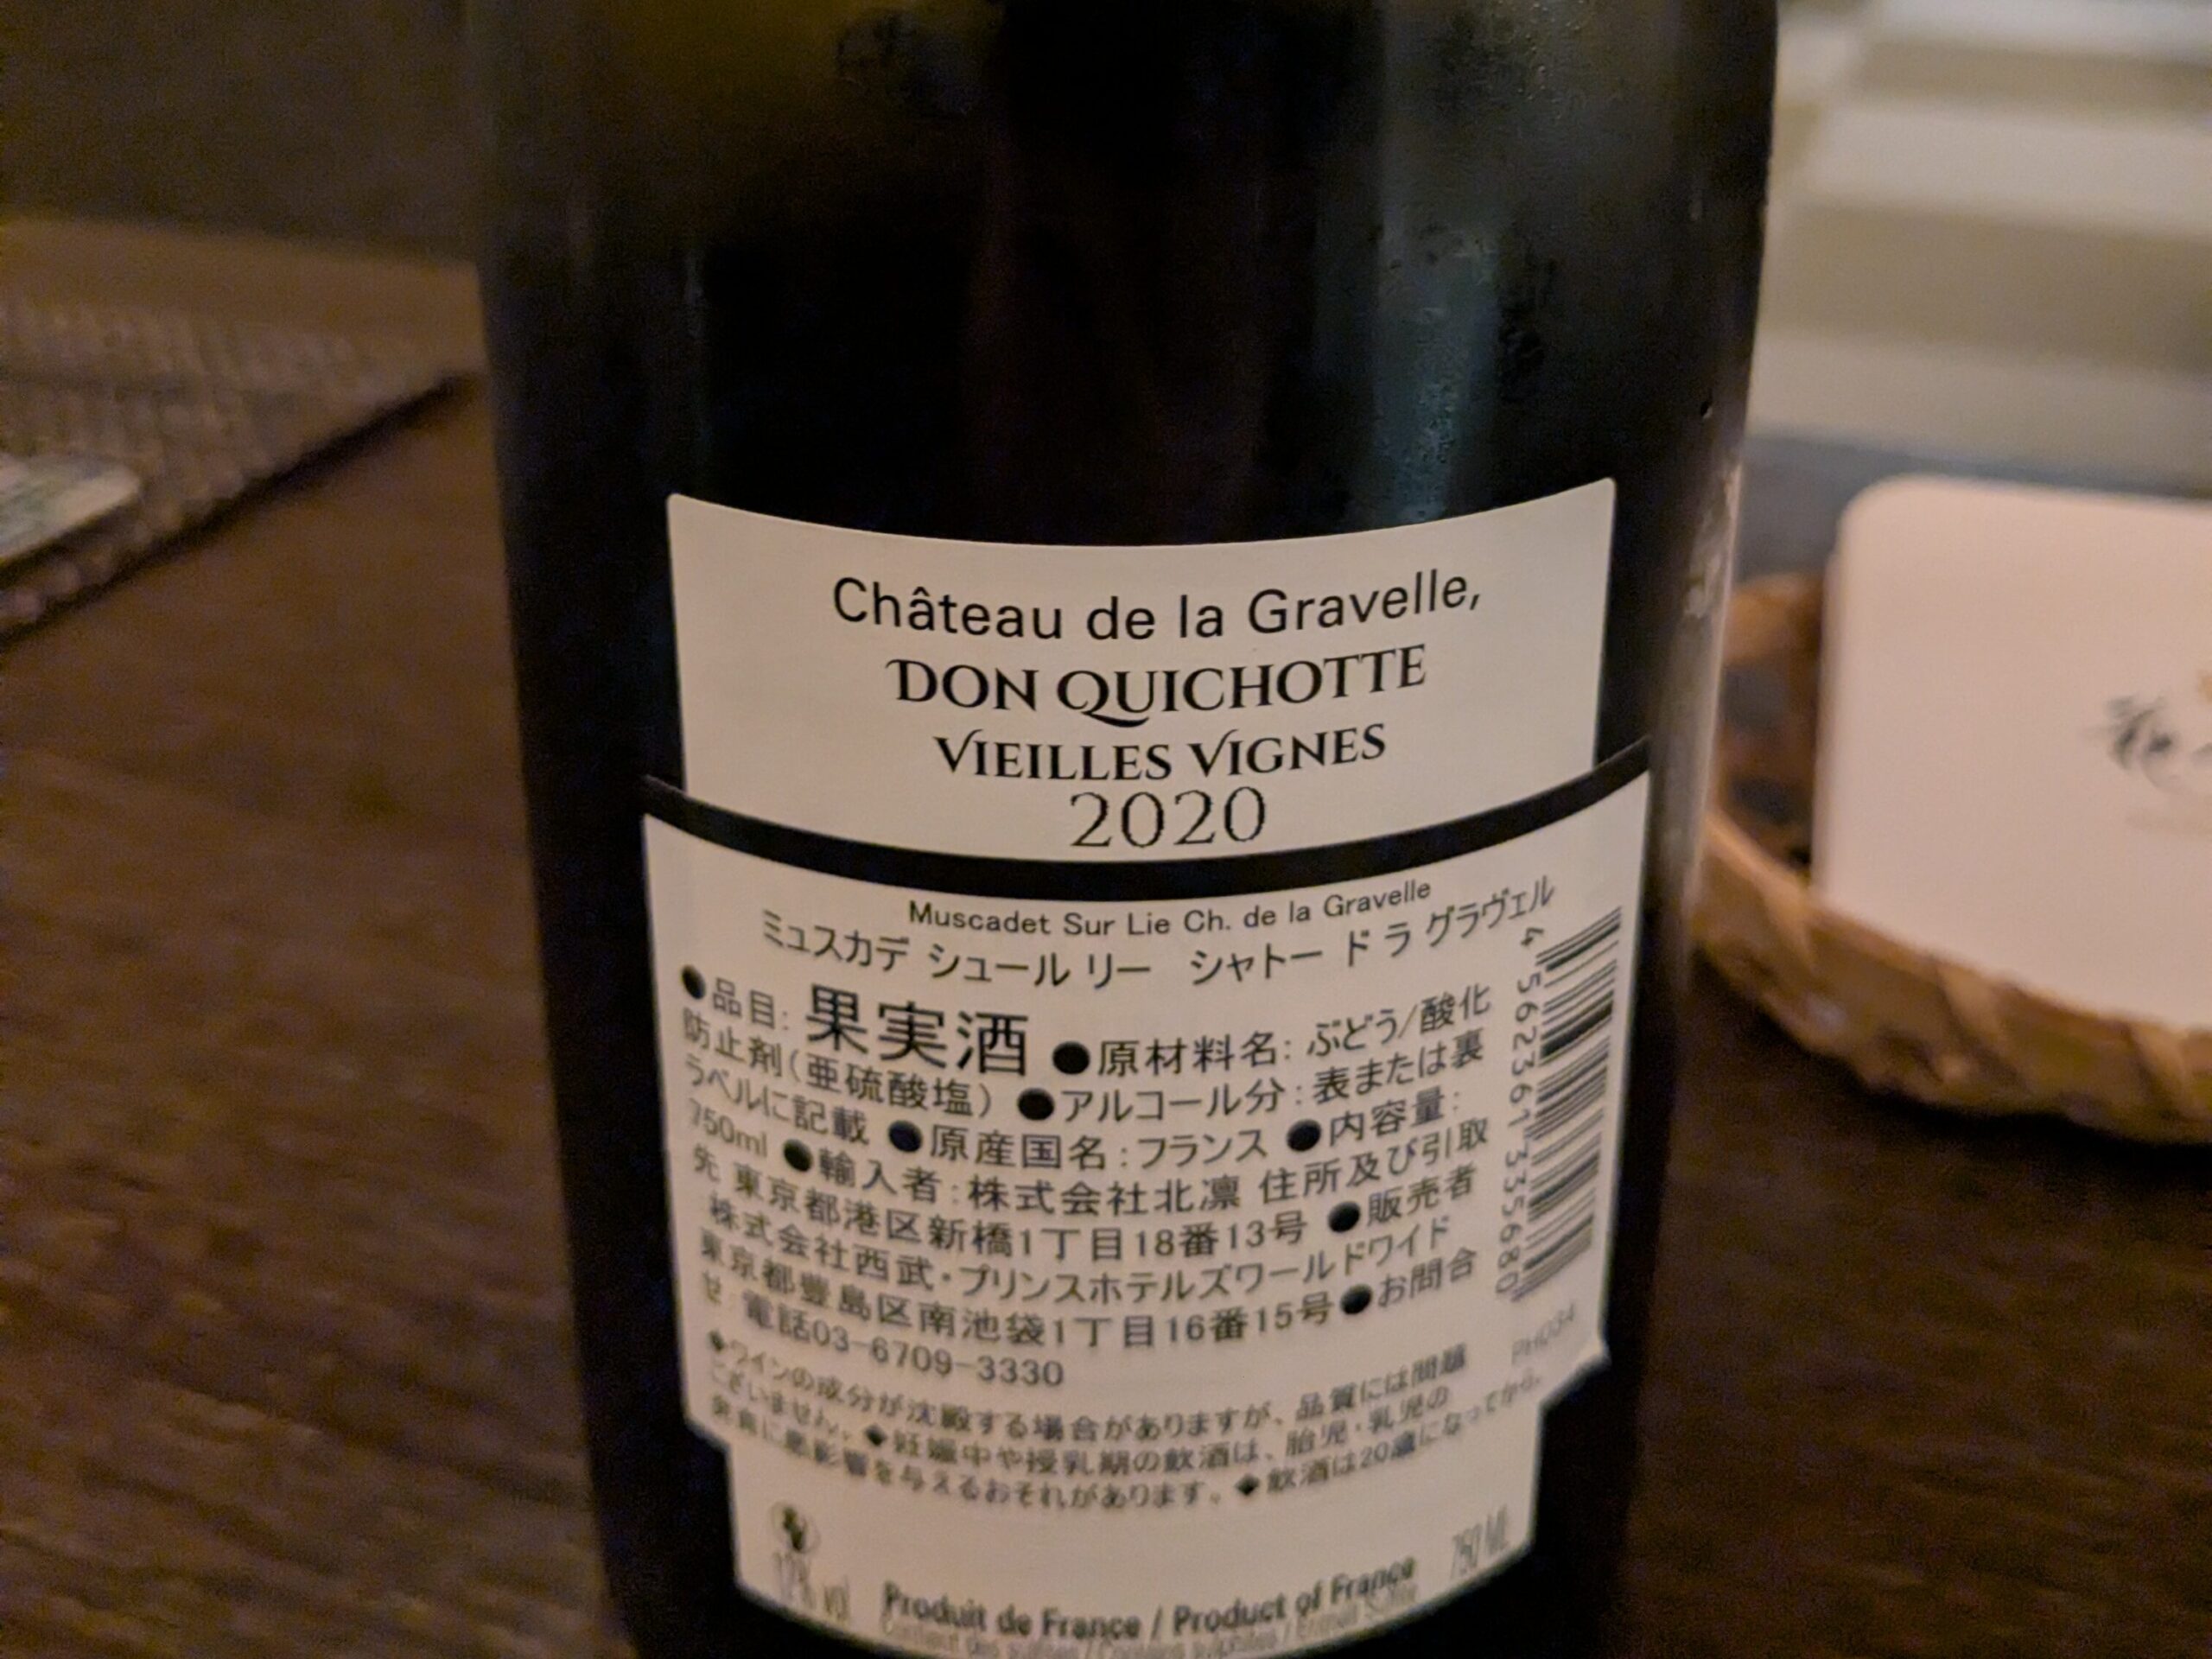 Château de la Gravelle,
DON QUICHOTTE
VIEILLES VIGNES
2020
Muscadet Sur Lie Ch. de la Gravelle
ミュスカデ シュール リー シャトー ド ラ グラヴェル
●品目: 果実酒 ●原材料名: ぶどう/酸化
防止剤(亜硫酸塩) ●アルコール分:表または裏
ラベルに記載 ●原産国名:フランス ●内容量:
750ml ●輸入者:株式会社北凛 住所及び引取
先 東京都港区新橋1丁目18番13号 ●販売者
株式会社西武・プリンスホテルズワールドワイド
東京都豊島区南池袋1丁目16番15号●お問合
せ 電話03-6709-3330
◆ワインの成分が沈殿する場合がありますが、品質には問題
ございません。◆妊娠中や授乳期の飲酒は、胎児・乳児の
発育に悪影響を与えるおそれがあります。◆飲酒は20歳になってから。
4562361335680
PH034
12% vol
Produit de France / Product of France
750 ML